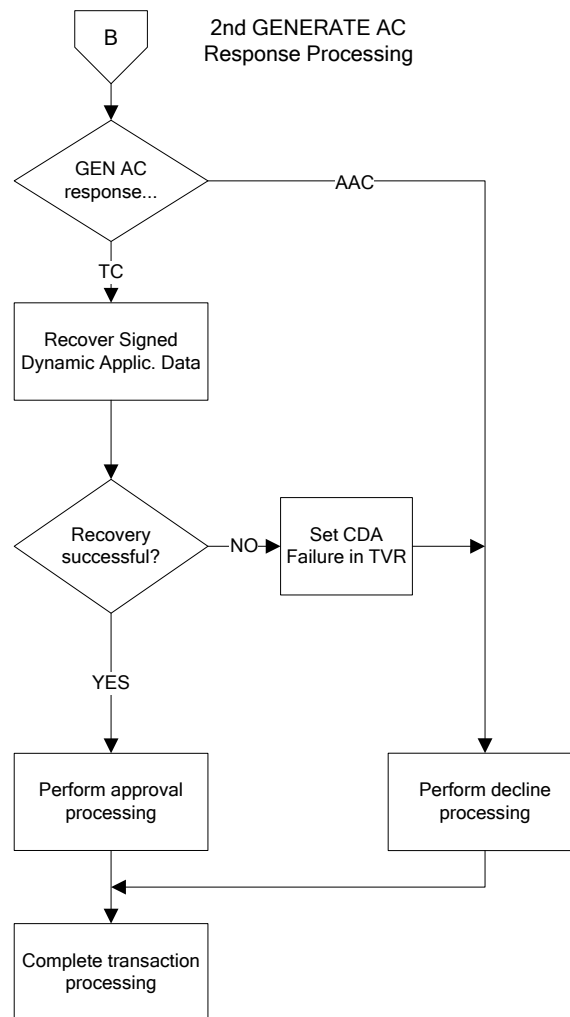 B
2nd GENERATE AC
Response Processing
GEN AC
response...
AAC
TC
Recover Signed
Dynamic Applic. Data
Recovery
successful?
NO
Set CDA
Failure in TVR
YES
Perform approval
processing
Perform decline
processing
Complete transaction
processing